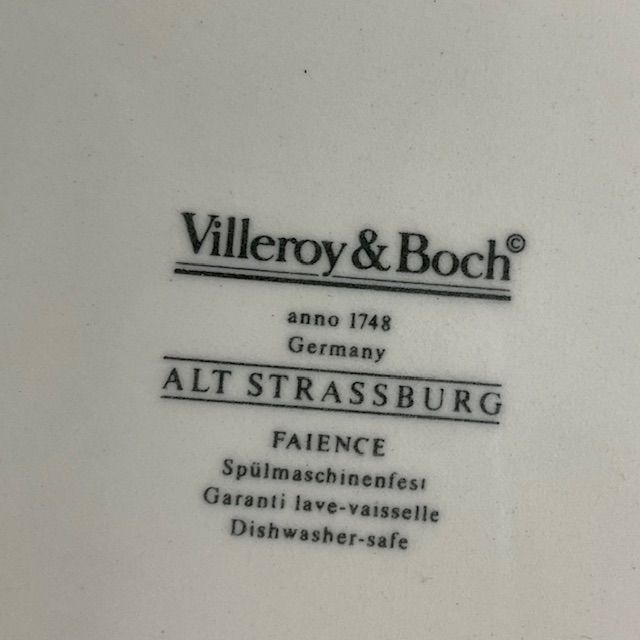 Villeroy & Boch©
anno 1748
Germany
ALT STRASSBURG
FAIENCE
Spülmaschinenfest
Garanti lave-vaisselle
Dishwasher-safe